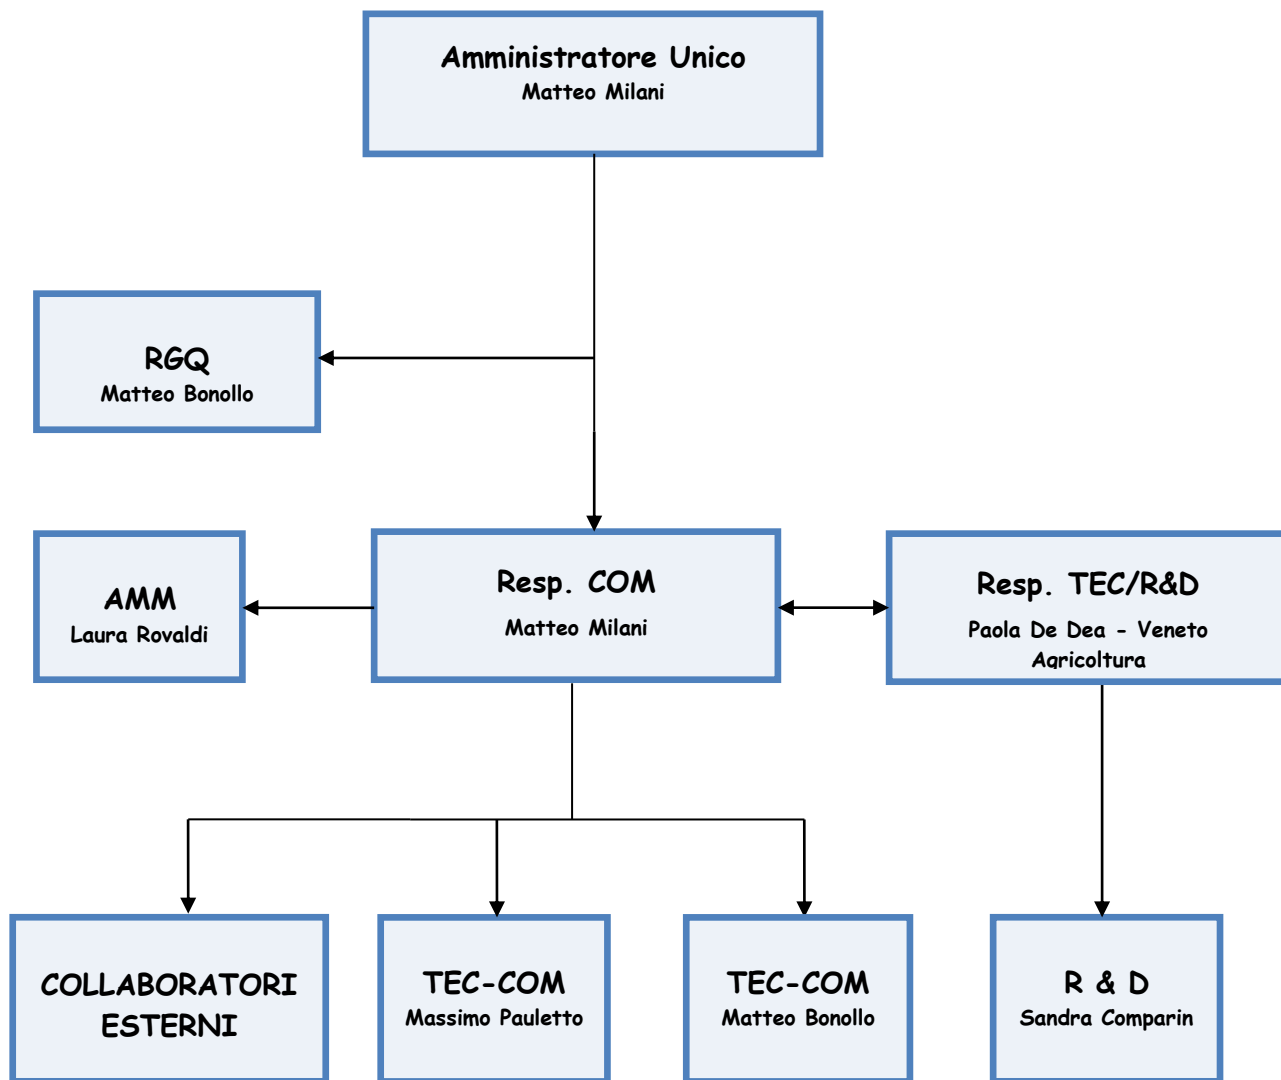 Amministratore Unico
Matteo Milani
RGQ
Matteo Bonollo
AMM
Laura Rovaldi
Resp. COM
Matteo Milani
Resp. TEC/R&D
Paola De Dea - Veneto
Agricoltura
COLLABORATORI
ESTERNI
TEC-COM
Massimo Pauletto
TEC-COM
Matteo Bonollo
R & D
Sandra Comparin